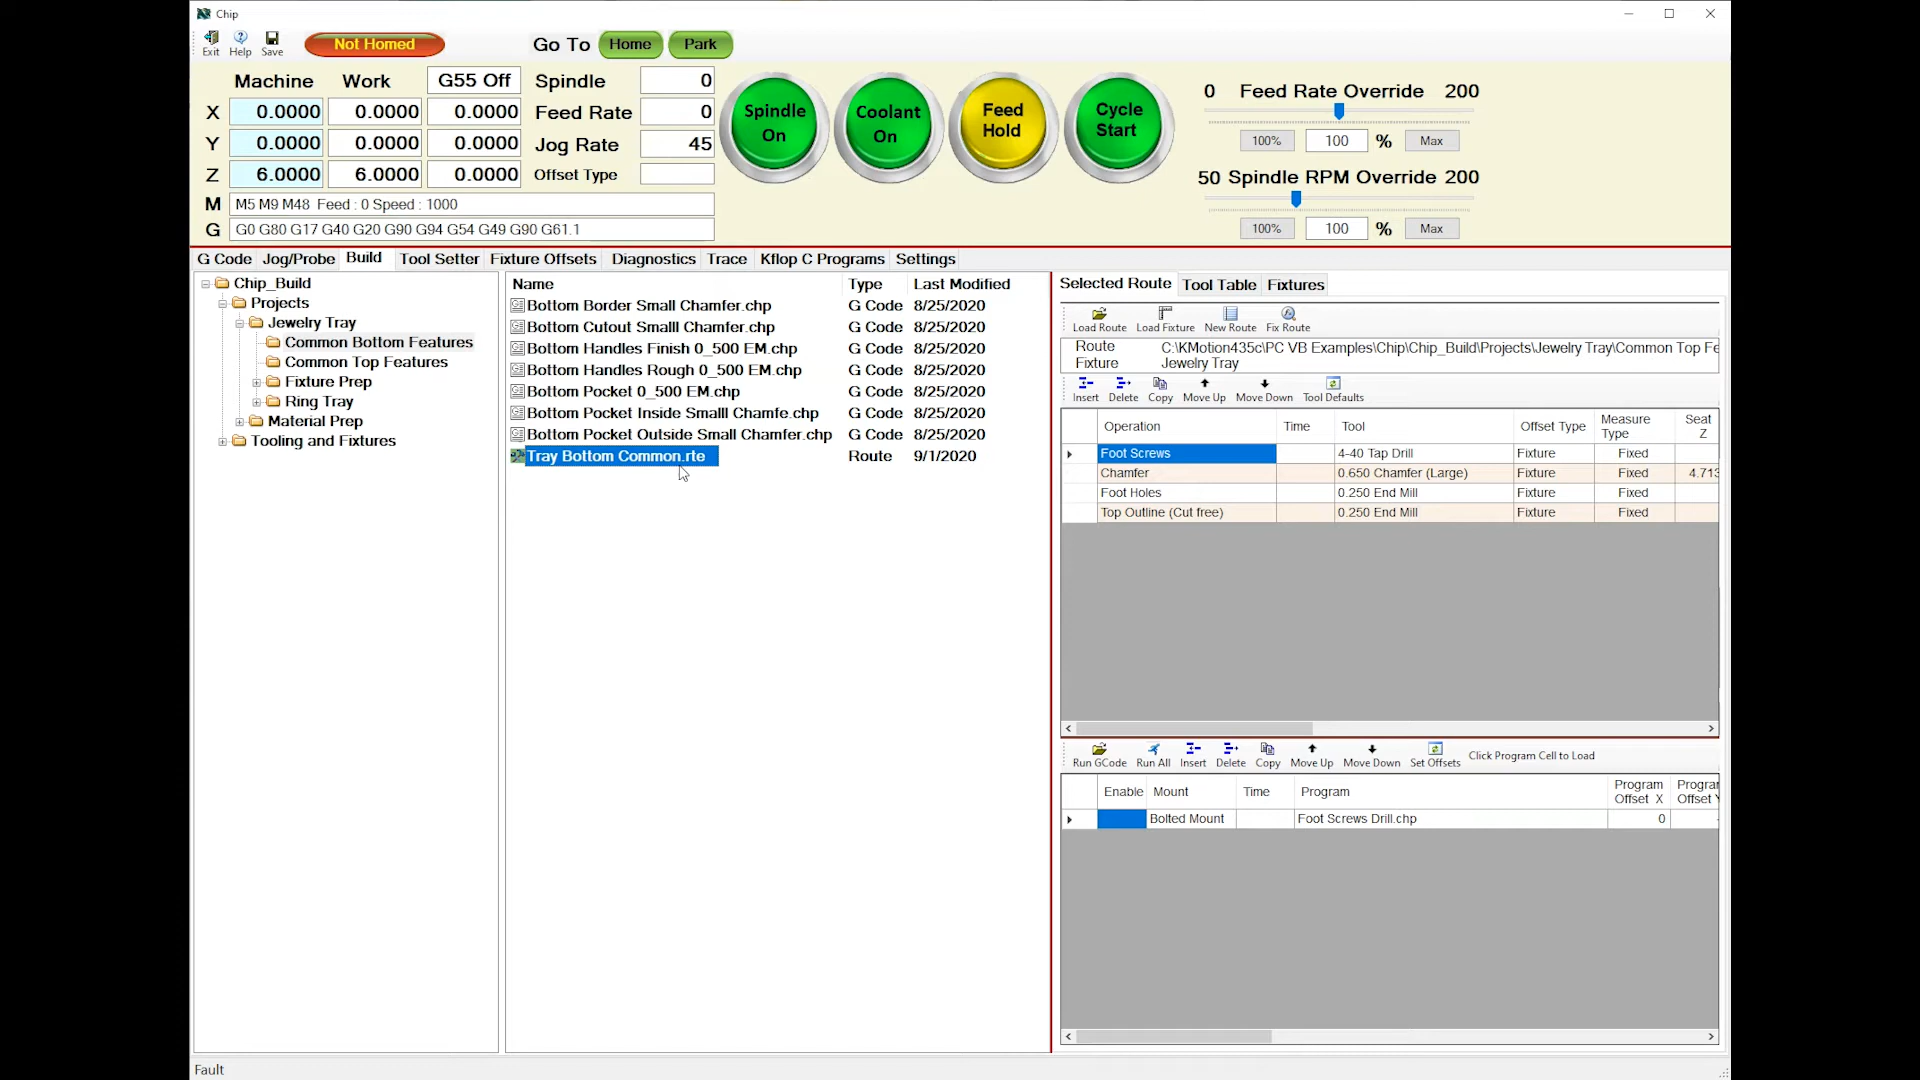 Chip
Exit Help Save
Not Homed
Go To Home Park
Machine Work G55 Off Spindle 0
X 0.0000 0.0000 0.0000 Feed Rate 0
Y 0.0000 0.0000 0.0000 Jog Rate 45
Z 6.0000 6.0000 0.0000 Offset Type
M M5 M9 M48 Feed : 0 Speed : 1000
G G0 G80 G17 G40 G20 G90 G94 G54 G49 G90 G61.1
Spindle On
Coolant On
Feed Hold
Cycle Start
0 Feed Rate Override 200
100% 100 % Max
50 Spindle RPM Override 200
100% 100 % Max
G Code Jog/Probe Build Tool Setter Fixture Offsets Diagnostics Trace Kflop C Programs Settings
Chip_Build
Projects
Jewelry Tray
Common Bottom Features
Common Top Features
Fixture Prep
Ring Tray
Material Prep
Tooling and Fixtures
Name Type Last Modified
Bottom Border Small Chamfer.chp G Code 8/25/2020
Bottom Cutout Smalll Chamfer.chp G Code 8/25/2020
Bottom Handles Finish 0_500 EM.chp G Code 8/25/2020
Bottom Handles Rough 0_500 EM.chp G Code 8/25/2020
Bottom Pocket 0_500 EM.chp G Code 8/25/2020
Bottom Pocket Inside Smalll Chamfe.chp G Code 8/25/2020
Bottom Pocket Outside Small Chamfer.chp G Code 8/25/2020
Tray Bottom Common.rte Route 9/1/2020
Selected Route Tool Table Fixtures
Load Route Load Fixture New Route Fix Route
Route C:\KMotion435c\PC VB Examples\Chip\Chip_Build\Projects\Jewelry Tray\Common Top Fe
Fixture Jewelry Tray
Insert Delete Copy Move Up Move Down Tool Defaults
Operation Time Tool Offset Type Measure Type Seat Z
Foot Screws 4-40 Tap Drill Fixture Fixed
Chamfer 0.650 Chamfer (Large) Fixture Fixed 4.713
Foot Holes 0.250 End Mill Fixture Fixed
Top Outline (Cut free) 0.250 End Mill Fixture Fixed
Run GCode Run All Insert Delete Copy Move Up Move Down Set Offsets Click Program Cell to Load
Enable Mount Time Program Program Offset X Program Offset Y
Bolted Mount Foot Screws Drill.chp 0
Fault